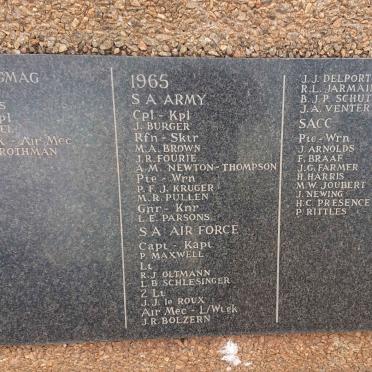 GMAG
Air Mec
ROTHMAN
1965
S A ARMY
Cpl - Kpl
J. BURGER
Rfn - Sktr
M.A. BROWN
J.R. FOURIE
A.M. NEWTON-THOMPSON
Pte - Wrn
P.F.J. KRUGER
M.R. PULLEN
Gnr - Knr
L.E. PARSONS
S.A AIR FORCE
Capt - Kapt
P. MAXWELL
Lt
R.J. OLTMANN
L.B. SCHLESINGER
2 Lt
J.J. le ROUX
Air Mec - L/Wtgk
J.R. BOLZERN
J.J. DELPORT
R.L. JARMAI
B.J.P. SCHUT
J.A. VENTER
SACC
Pte - Wrn
J. ARNOLDS
F. BRAAF
J.G. FARMER
H. HARRIS
M.W. JOUBERT
J. NEWING
H.C. PRESENCE
P. RITTLES